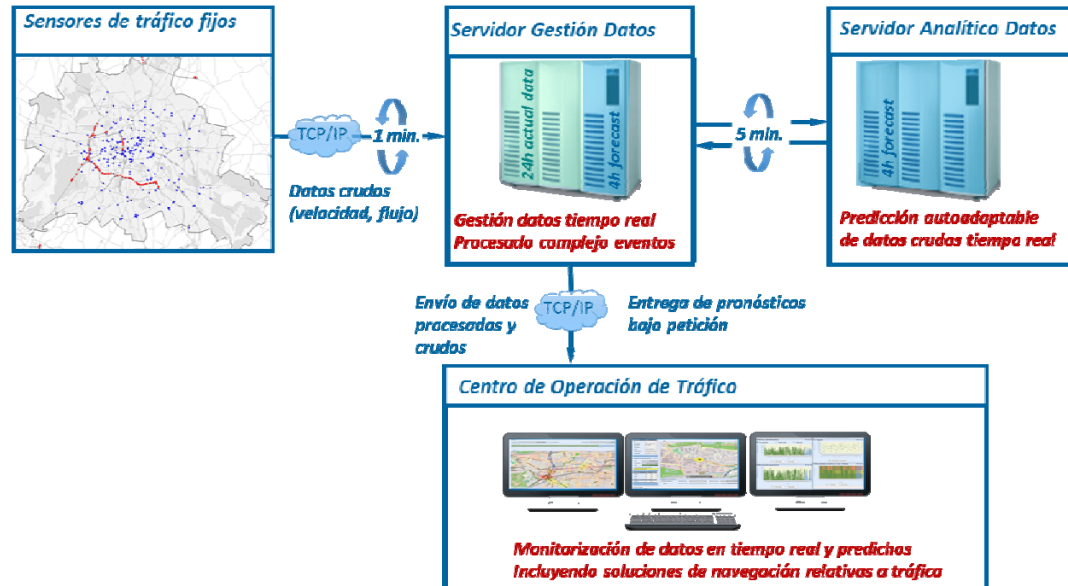 Sensores de tráfico fijos
TCP/IP
1 min.
Datos crudos
(velocidad, flujo)
Servidor Gestión Datos
24h actual data
4h forecast
Gestión datos tiempo real
Procesado complejo eventos
5 min.
Servidor Analítico Datos
4h forecast
Predicción autoadaptable
de datos crudos tiempo real
Envío de datos
procesados y
crudos
TCP/IP
Entrega de pronósticos
bajo petición
Centro de Operación de Tráfico
Monitorización de datos en tiempo real y predichos
Incluyendo soluciones de navegación relativas a tráfico